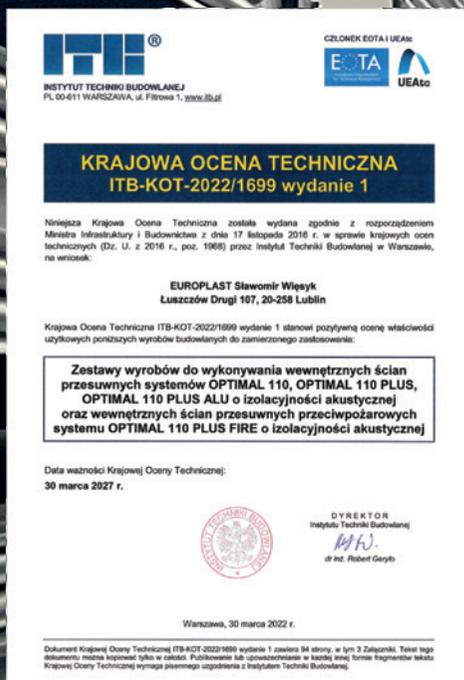 ITB®
CZŁONEK EOTA i UEAtc
EOTA
UEAtc
INSTYTUT TECHNIKI BUDOWLANEJ
PL 00-611 WARSZAWA, ul. Filtrowa 1, www.itb.pl
KRAJOWA OCENA TECHNICZNA
ITB-KOT-2022/1699 wydanie 1
Niniejsza Krajowa Ocena Techniczna została wydana zgodnie z rozporządzeniem
Ministra Infrastruktury i Budownictwa z dnia 17 listopada 2016 r. w sprawie krajowych ocen
technicznych (Dz. U. z 2016 r., poz. 1968) przez Instytut Techniki Budowlanej w Warszawie,
na wniosek:
EUROPLAST Sławomir Więsyk
Łuszczów Drugi 107, 20-258 Lublin
Krajowa Ocena Techniczna ITB-KOT-2022/1699 wydanie 1 stanowi pozytywną ocenę właściwości
użytkowych poniższych wyrobów budowlanych do zamierzonego zastosowania:
Zestawy wyrobów do wykonywania wewnętrznych ścian
przesuwnych systemów OPTIMAL 110, OPTIMAL 110 PLUS,
OPTIMAL 110 PLUS ALU o izolacyjności akustycznej
oraz wewnętrznych ścian przesuwnych przeciwpożarowych
systemu OPTIMAL 110 PLUS FIRE o izolacyjności akustycznej
Data ważności Krajowej Oceny Technicznej:
30 marca 2027 r.
INSTYTUT TECHNIKI BUDOWLANEJ
DYREKTOR
Instytutu Techniki Budowlanej
dr inż. Robert Geryło
Warszawa, 30 marca 2022 r.
Dokument Krajowej Oceny Technicznej ITB-KOT-2022/1699 wydanie 1 zawiera 94 strony, w tym 3 Załączniki. Tekst tego
dokumentu można kopiować tylko w całości. Publikowanie lub upowszechnianie w każdej innej formie fragmentów tekstu
Krajowej Oceny Technicznej wymaga pisemnego uzgodnienia z Instytutem Techniki Budowlanej.